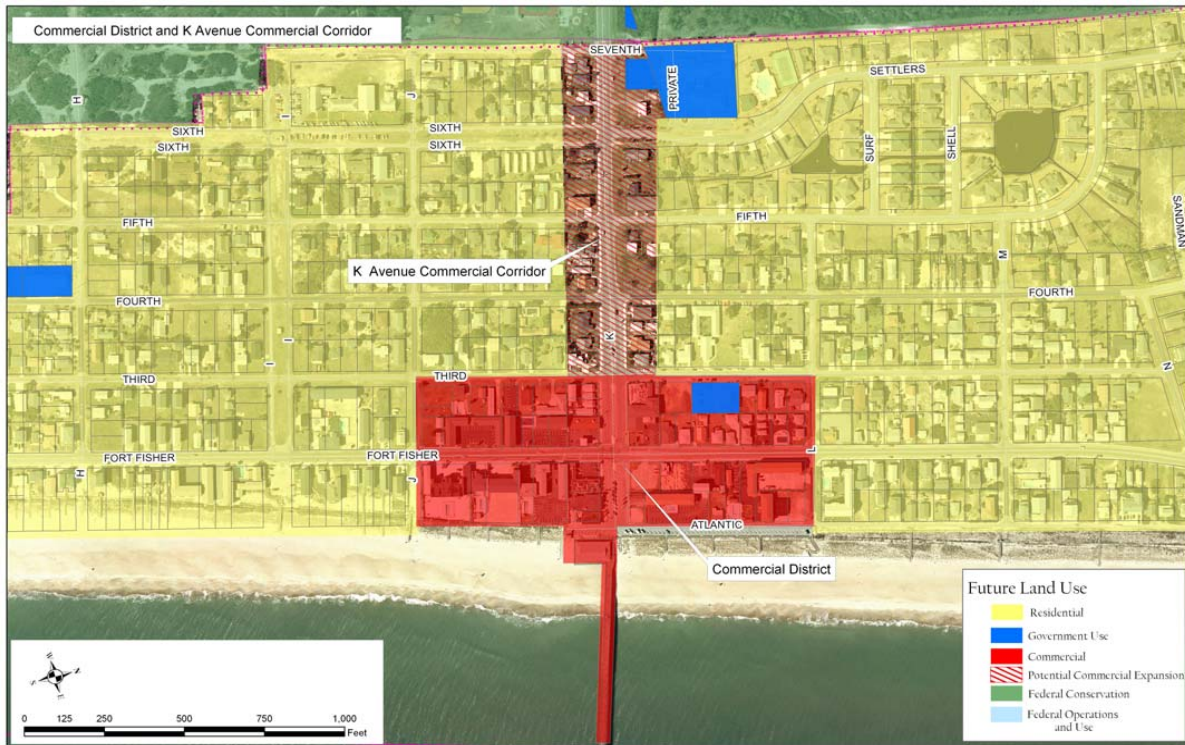 Commercial District and K Avenue Commercial Corridor
SEVENTH
PRIVATE
SETTLERS
H
I
J
SIXTH
SIXTH
SIXTH
SIXTH
SURF
SHELL
SANDMAN
FIFTH
FIFTH
M
K Avenue Commercial Corridor
FOURTH
FOURTH
I
K
I
N
THIRD
THIRD
FORT FISHER
FORT FISHER
H
J
L
ATLANTIC
Commercial District
Future Land Use
Residential
Government Use
Commercial
Potential Commercial Expansion
Federal Conservation
Federal Operations
and Use
W
N
S
E
0 125 250 500 750 1,000
Feet